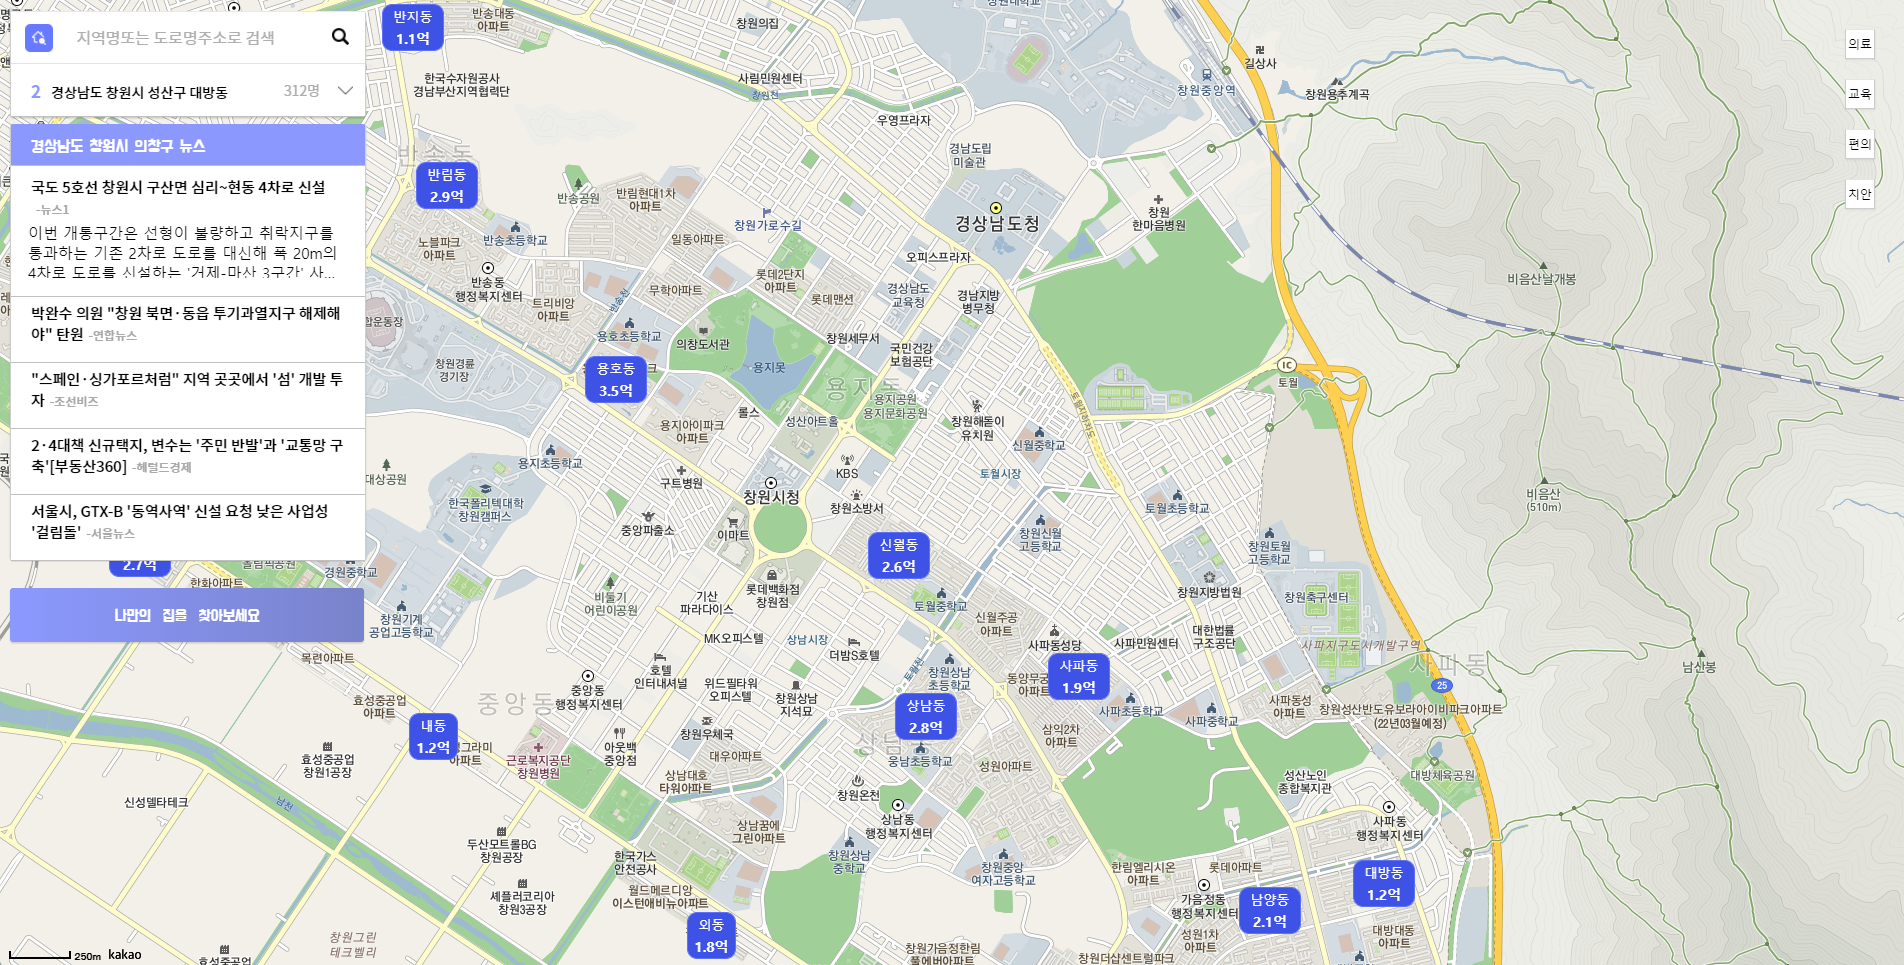 지역명또는 도로명주소로 검색
2 경상남도 창원시 성산구 대방동 312명
경상남도 창원시 의창구 뉴스
국도 5호선 창원시 구산면 심리~현동 4차로 신설
-뉴스1
이번 개통구간은 선형이 불량하고 취락지구를
통과하는 기존 2차로 도로를 대신해 폭 20m의
4차로 도로를 신설하는 '거제-마산 3구간' 사...
박완수 의원 "창원 북면·동읍 투기과열지구 해제해
야" 탄원 -연합뉴스
"스페인·싱가포르처럼" 지역 곳곳에서 '섬' 개발 투
자 -조선비즈
2·4대책 신규택지, 변수는 '주민 반발'과 '교통망 구
축'[부동산360] -헤럴드경제
서울시, GTX-B '동역사역' 신설 요청 낮은 사업성
'걸림돌' -서울뉴스
2.7억
나만의 집을 찾아보세요
의료
교육
편의
치안
반지동
1.1억
반림동
2.9억
용호동
3.5억
신월동
2.6억
사파동
1.9억
상남동
2.8억
내동
1.2억
외동
1.8억
남양동
2.1억
대방동
1.2억
반송대동
아파트
창원의집
한국수자원공사
경남부산지역협력단
사림민원센터
창원천
우영프라자
경남도립
미술관
창원중앙역
길상사
창원용추계곡
반송동
반송공원
반림현대1차
아파트
창원가로수길
경상남도청
창원
한마음병원
노블파크
아파트
반송초등학교
일동아파트
오피스프라자
반송동
행정복지센터
트리비앙
아파트
반송천
무학아파트
롯데2단지
아파트
롯데맨션
경상남도
교육청
경남지방
병무청
비음산날개봉
용호초등학교
의창도서관
창원세무서
국민건강
보험공단
창원경륜
경기장
용지못
용지동
용지공원
용지문화공원
IC
토월
롤스
성산아트홀
용지아이파크
아파트
창원해돋이
유치원
신월중학교
토월지하차도
용지초등학교
대상공원
구트병원
KBS
토월시장
창원시청
창원소방서
한국폴리텍대학
창원캠퍼스
중앙파출소
이마트
창원신월
고등학교
토월초등학교
창원토월
고등학교
비음산
(510m)
경원중학교
한화아파트
창원기계
공업고등학교
비둘기
어린이공원
기산
파라다이스
롯데백화점
창원점
토월중학교
신월주공
아파트
창원지방법원
창원축구센터
MK오피스텔
상남시장
더밤S호텔
사파동성당
사파민원센터
대한법률
구조공단
사파지구도시개발구역
사파동
25
남산봉
목련아파트
호텔
인터내셔널
위드필타워
오피스텔
창원상남
지석묘
토월천
창원상남
초등학교
사파초등학교
사파중학교
사파동성
아파트
창원성산반도유보라아이비파크아파트
(22년03월예정)
효성중공업
아파트
중앙동
중앙동
행정복지센터
창원우체국
대우아파트
삼익2차
아파트
웅남초등학교
성원아파트
효성중공업
창원1공장
근로복지공단
창원병원
아웃백
중앙점
상남대호
타워아파트
창원온천
성산노인
종합복지관
대방체육공원
신성델타테크
남천
상남동
행정복지센터
사파동
행정복지센터
두산모트롤BG
창원공장
상남꿈에
그린아파트
한국가스
안전공사
창원상남
중학교
창원중앙
여자고등학교
한림엘리시온
아파트
롯데아파트
셰플러코리아
창원3공장
월드메르디앙
이스턴애비뉴아파트
가음정동
행정복지센터
성원1차
아파트
대방대동
아파트
창원그린
테크밸리
효성중공업
창원가음정한림
풀에버아파트
창원더샵센트럴파크
250m kakao